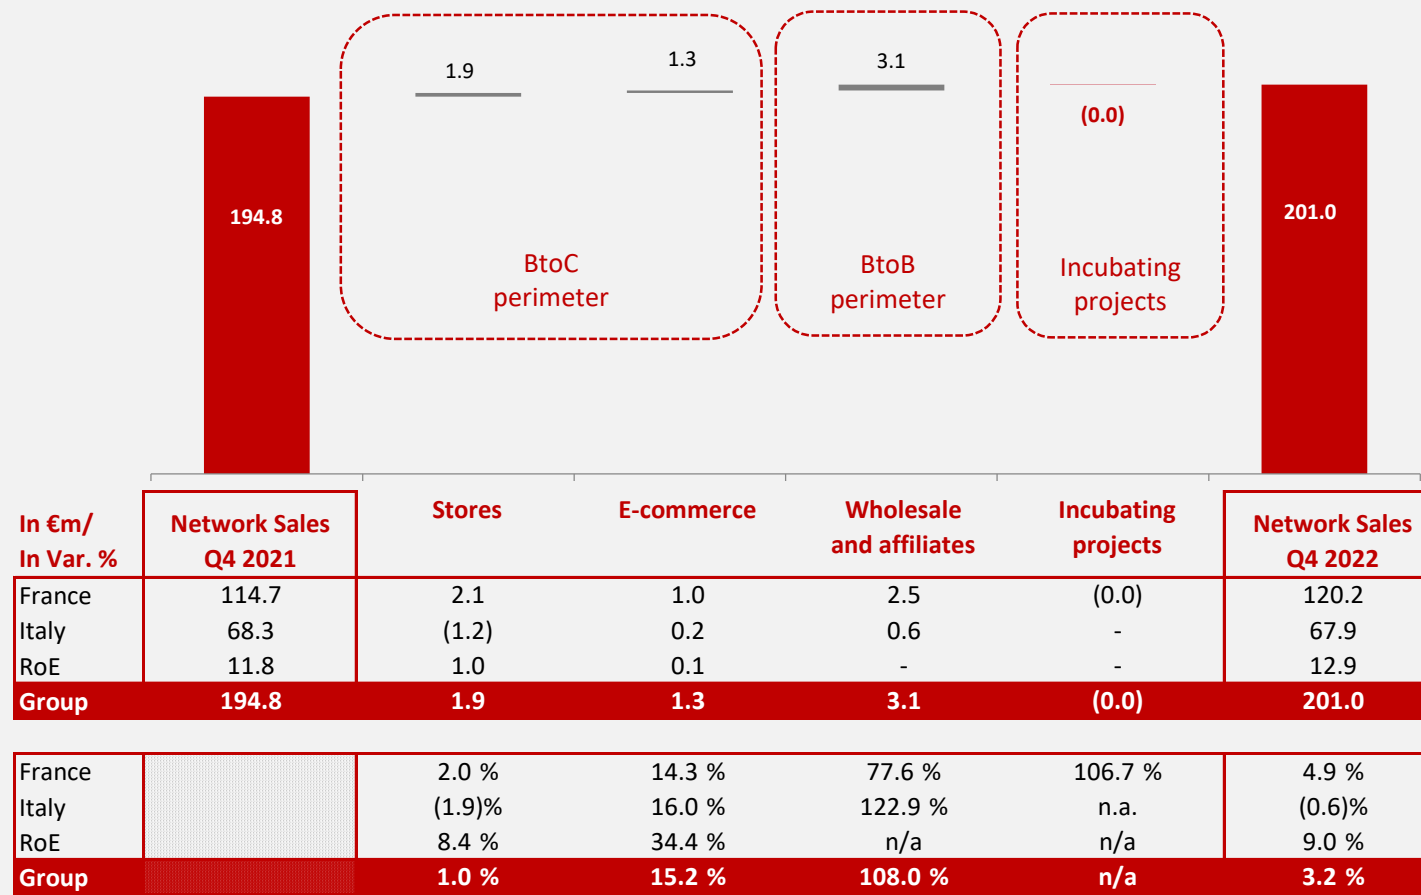 1.9
1.3
3.1
(0.0)
194.8
201.0
BtoC
perimeter
BtoB
perimeter
Incubating
projects
In €m/
In Var. %
Network Sales
Q4 2021
Stores
E-commerce
Wholesale
and affiliates
Incubating
projects
Network Sales
Q4 2022
France 114.7 2.1 1.0 2.5 (0.0) 120.2
Italy 68.3 (1.2) 0.2 0.6 - 67.9
RoE 11.8 1.0 0.1 - - 12.9
Group 194.8 1.9 1.3 3.1 (0.0) 201.0
France 2.0 % 14.3 % 77.6 % 106.7 % 4.9 %
Italy (1.9)% 16.0 % 122.9 % n.a. (0.6)%
RoE 8.4 % 34.4 % n/a n/a 9.0 %
Group 1.0 % 15.2 % 108.0 % n/a 3.2 %